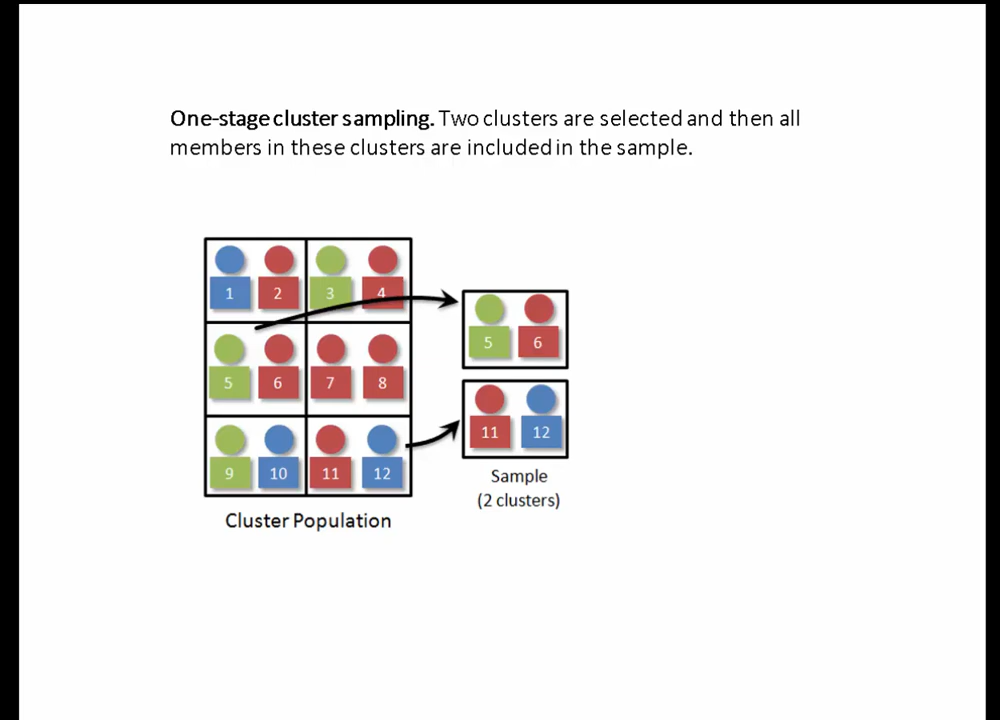 One-stage cluster sampling. Two clusters are selected and then all
members in these clusters are included in the sample.
1 2 3 4
5 6 7 8
9 10 11 12
Cluster Population
5 6
11 12
Sample
(2 clusters)